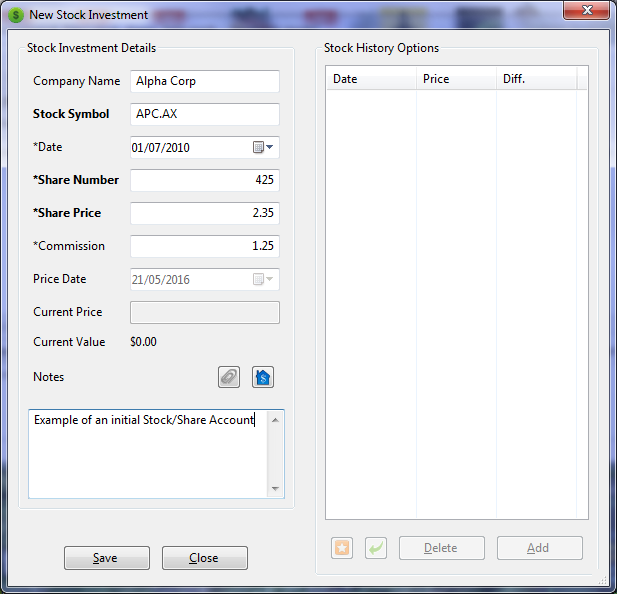 New Stock Investment
Stock Investment Details
Company Name Alpha Corp
Stock Symbol APC.AX
*Date 01/07/2010
*Share Number 425
*Share Price 2.35
*Commission 1.25
Price Date 21/05/2016
Current Price
Current Value $0.00
Notes
Example of an initial Stock/Share Account
Save Close
Stock History Options
Date Price Diff.
Delete Add